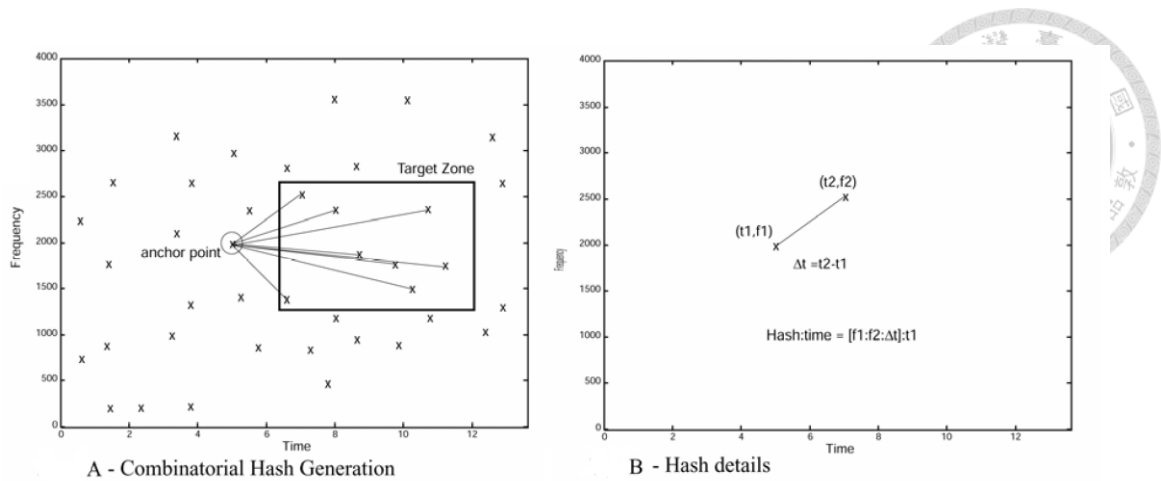 4000
3500
3000
2500
2000
1500
1000
500
0
Frequency
Target Zone
anchor point
0 2 4 6 8 10 12
Time
A - Combinatorial Hash Generation
4000
3500
3000
2500
2000
1500
1000
500
0
Frequency
(t2,f2)
(t1,f1)
Δt =t2-t1
Hash:time = [f1:f2:Δt]:t1
0 2 4 6 8 10 12
Time
B - Hash details